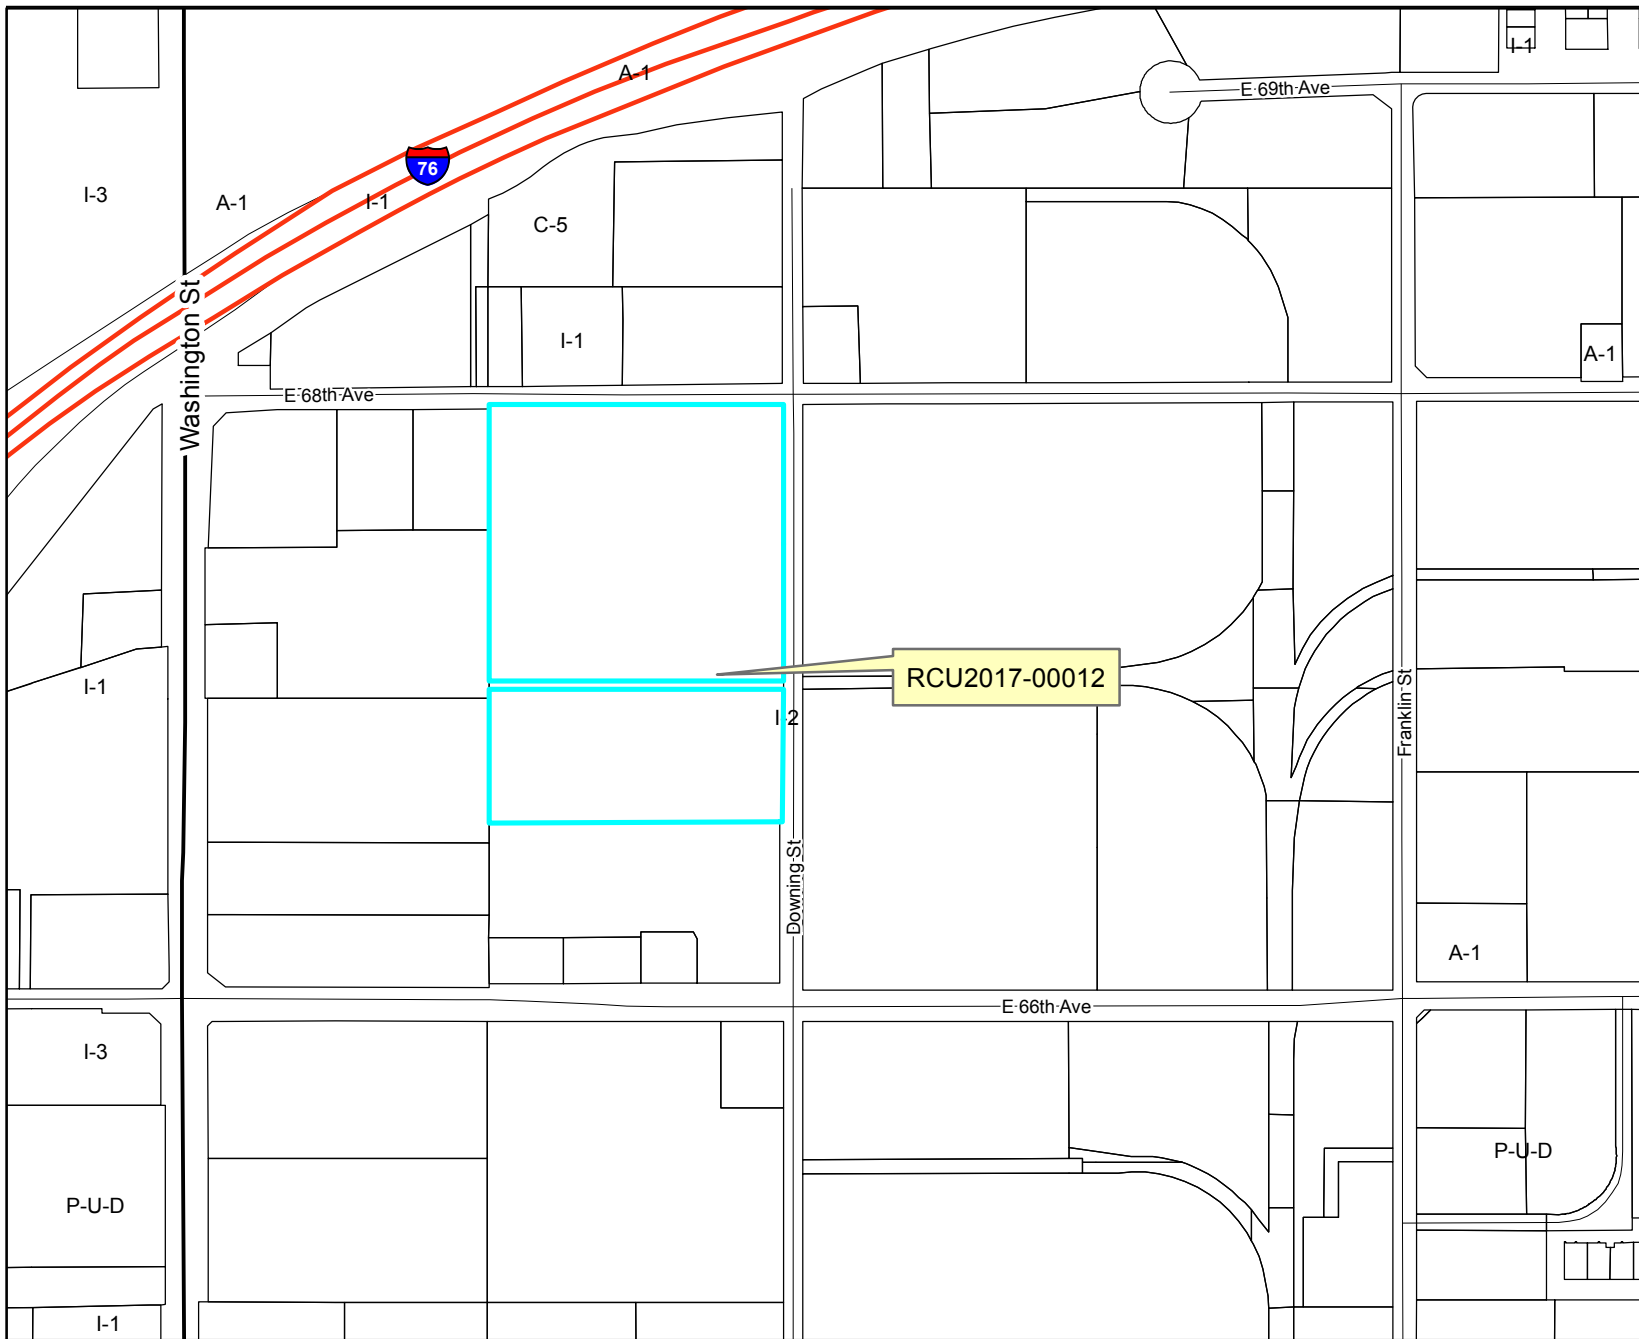 I-1
A-1
E 69th Ave
76
I-3
A-1
I-1
C-5
I-1
A-1
Washington St
E 68th Ave
RCU2017-00012
I-1
I-2
Franklin St
Downing St
A-1
E 66th Ave
I-3
P-U-D
P-U-D
I-1